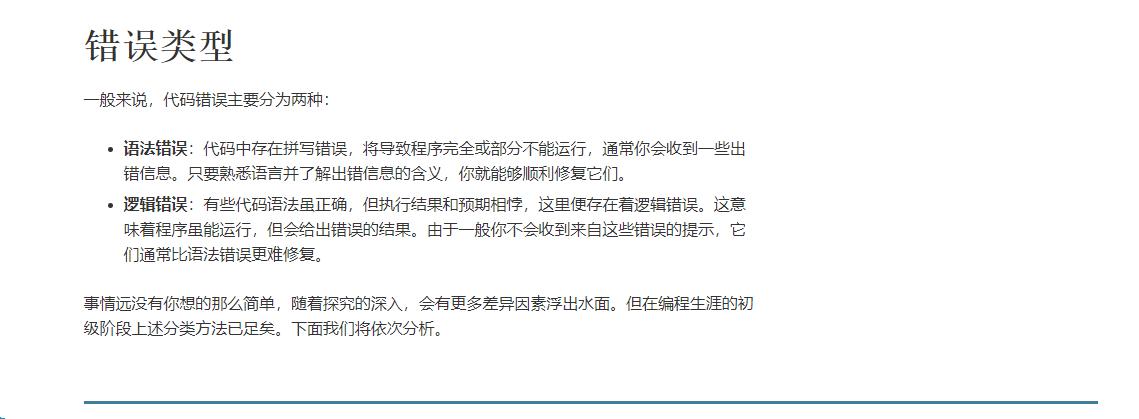 错误类型
一般来说，代码错误主要分为两种：
• 语法错误：代码中存在拼写错误，将导致程序完全或部分不能运行，通常你会收到一些出
错信息。只要熟悉语言并了解出错信息的含义，你就能够顺利修复它们。
• 逻辑错误：有些代码语法虽正确，但执行结果和预期相悖，这里便存在着逻辑错误。这意
味着程序虽能运行，但会给出错误的结果。由于一般你不会收到来自这些错误的提示，它
们通常比语法错误更难修复。
事情远没有你想的那么简单，随着探究的深入，会有更多差异因素浮出水面。但在编程生涯的初
级阶段上述分类方法已足矣。下面我们将依次分析。